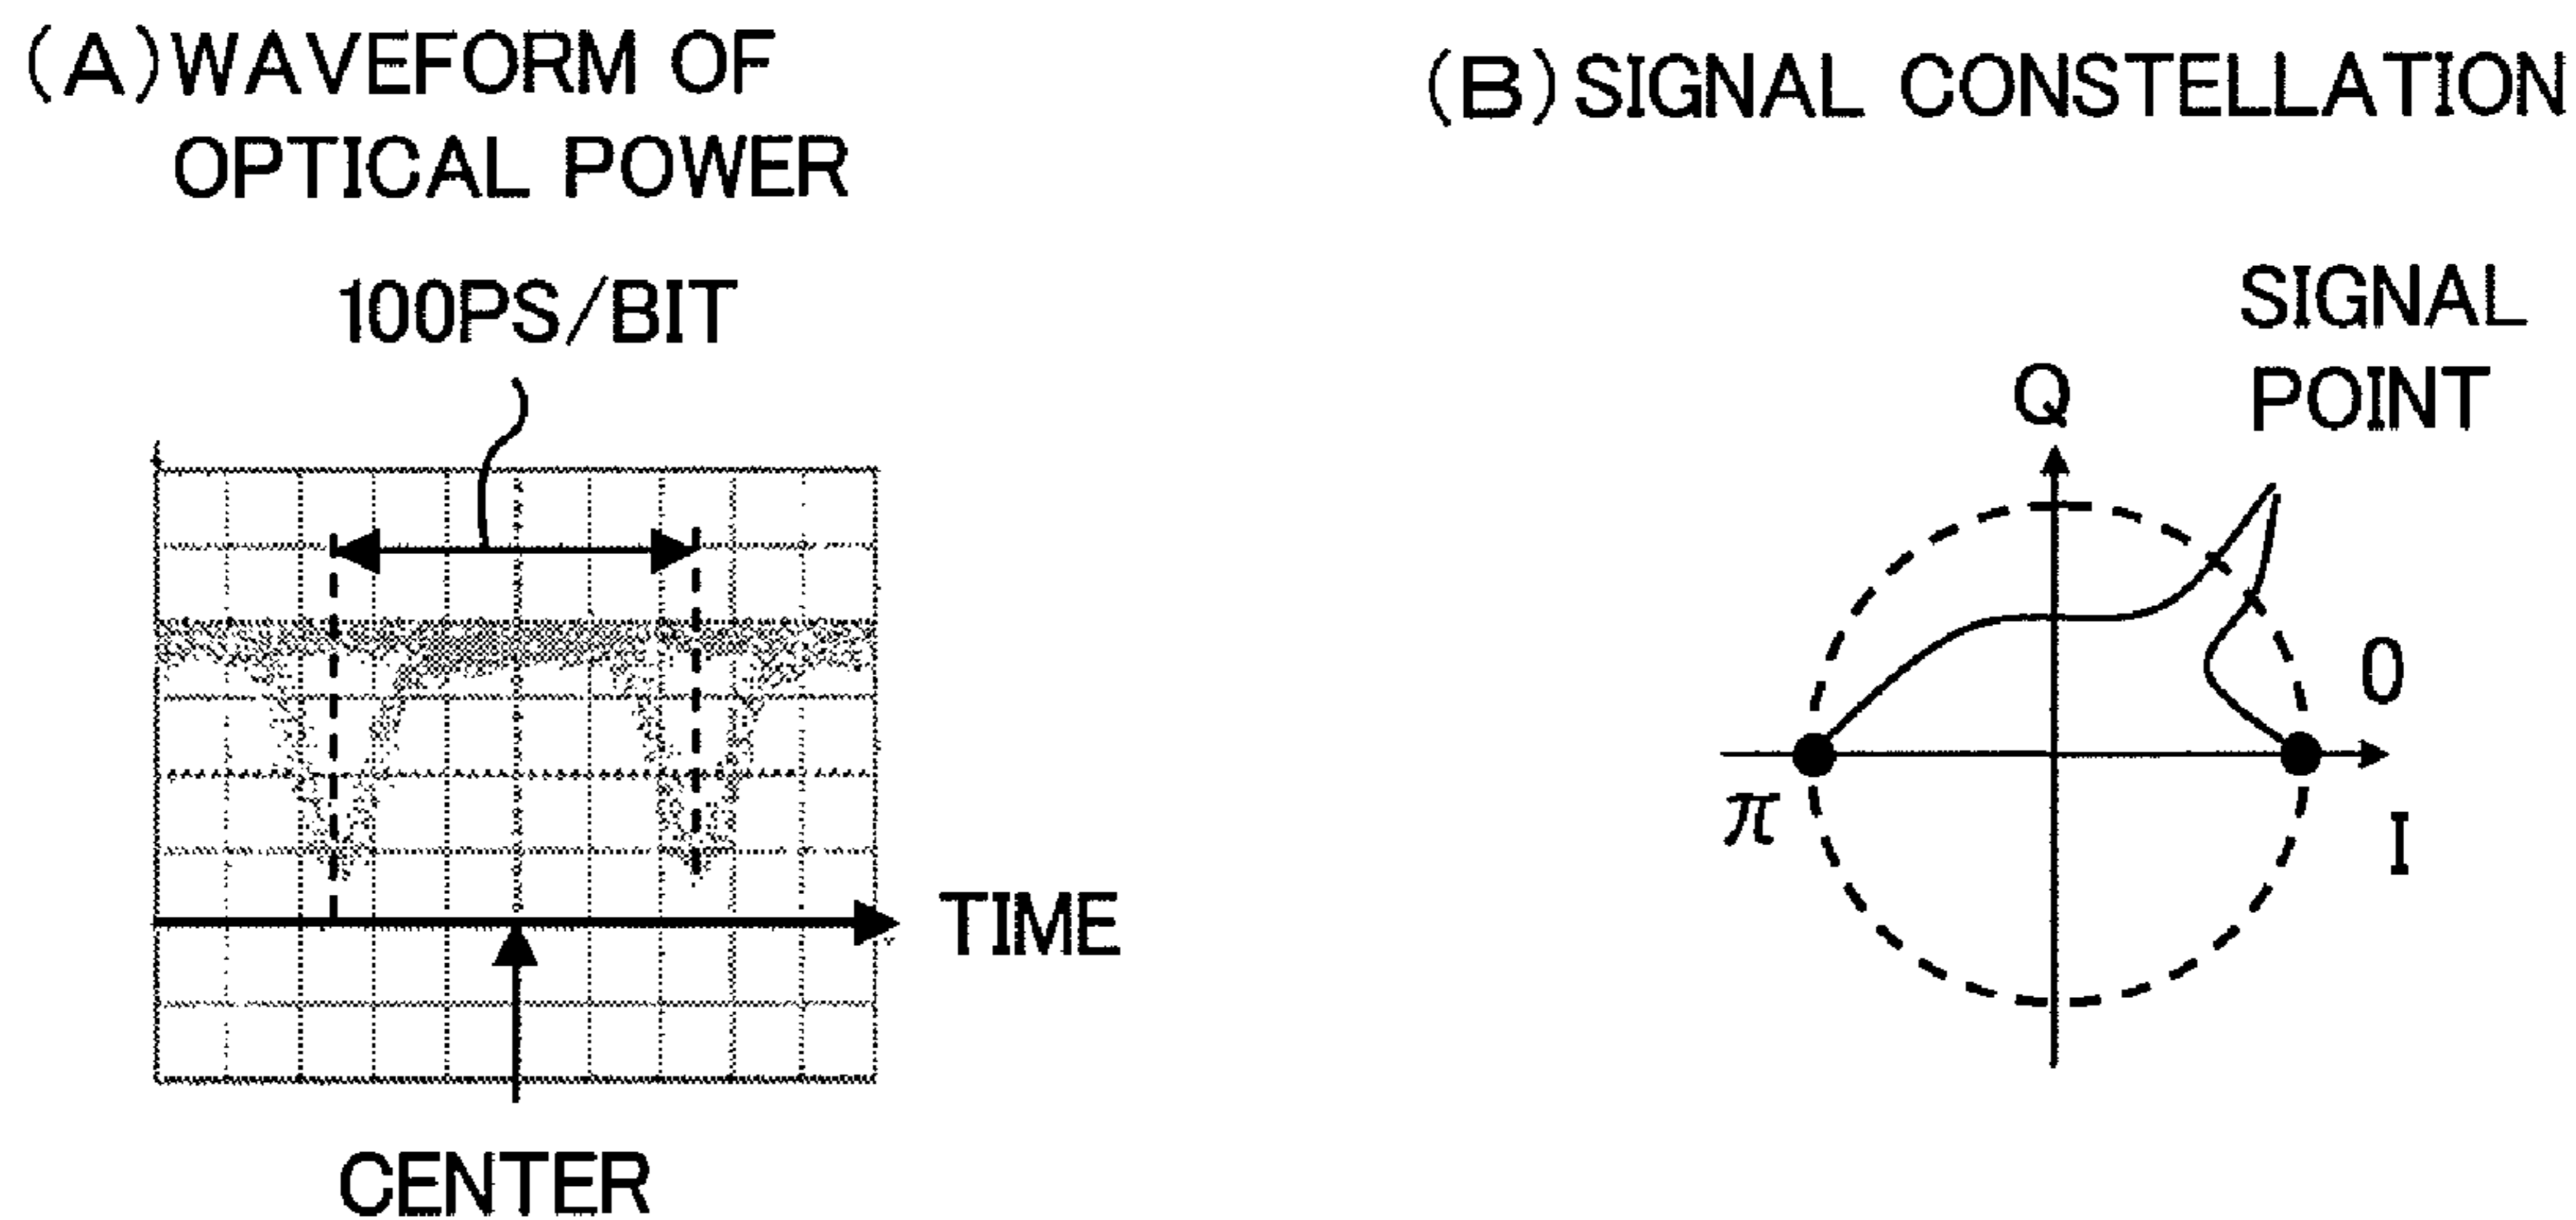 (A)WAVEFORM OF
OPTICAL POWER
100PS/BIT
TIME
CENTER
(B)SIGNAL CONSTELLATION
SIGNAL
POINT
Q
0
π
I